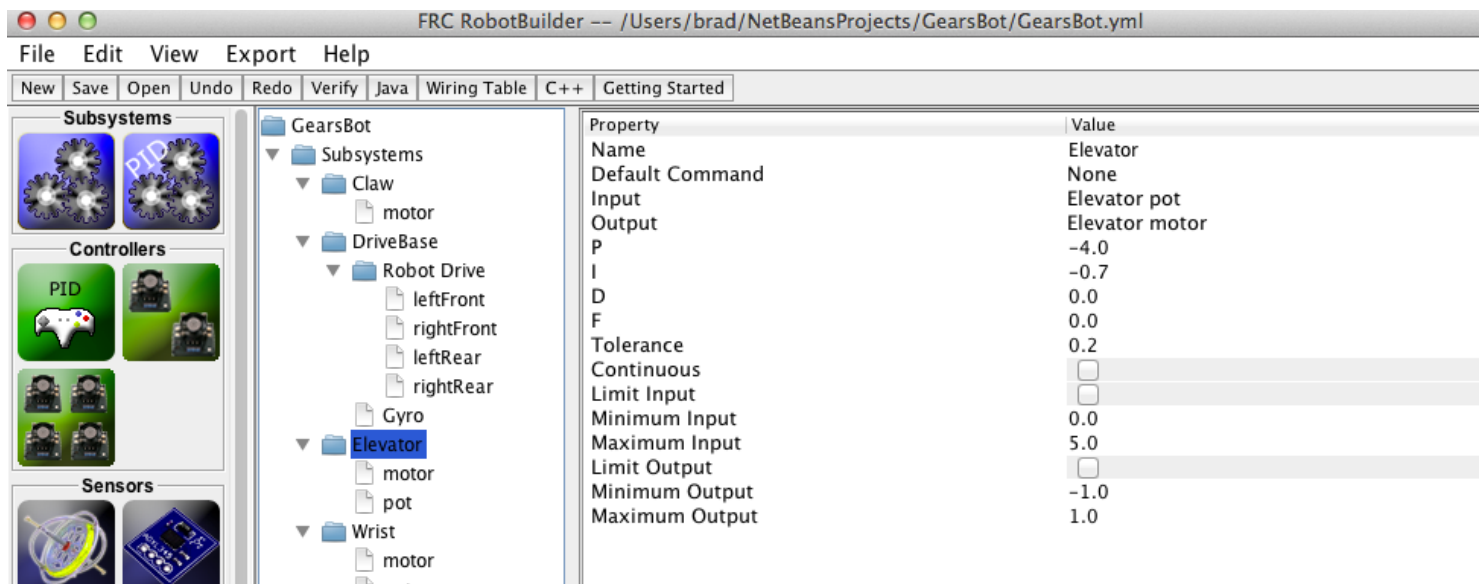 FRC RobotBuilder -- /Users/brad/NetBeansProjects/GearsBot/GearsBot.yml
File Edit View Export Help
New Save Open Undo Redo Verify Java Wiring Table C++ Getting Started
Subsystems
PID
Controllers
PID
Sensors
GearsBot
Subsystems
Claw
motor
DriveBase
Robot Drive
leftFront
rightFront
leftRear
rightRear
Gyro
Elevator
motor
pot
Wrist
motor
Property Value
Name Elevator
Default Command None
Input Elevator pot
Output Elevator motor
P -4.0
I -0.7
D 0.0
F 0.0
Tolerance 0.2
Continuous
Limit Input
Minimum Input 0.0
Maximum Input 5.0
Limit Output
Minimum Output -1.0
Maximum Output 1.0